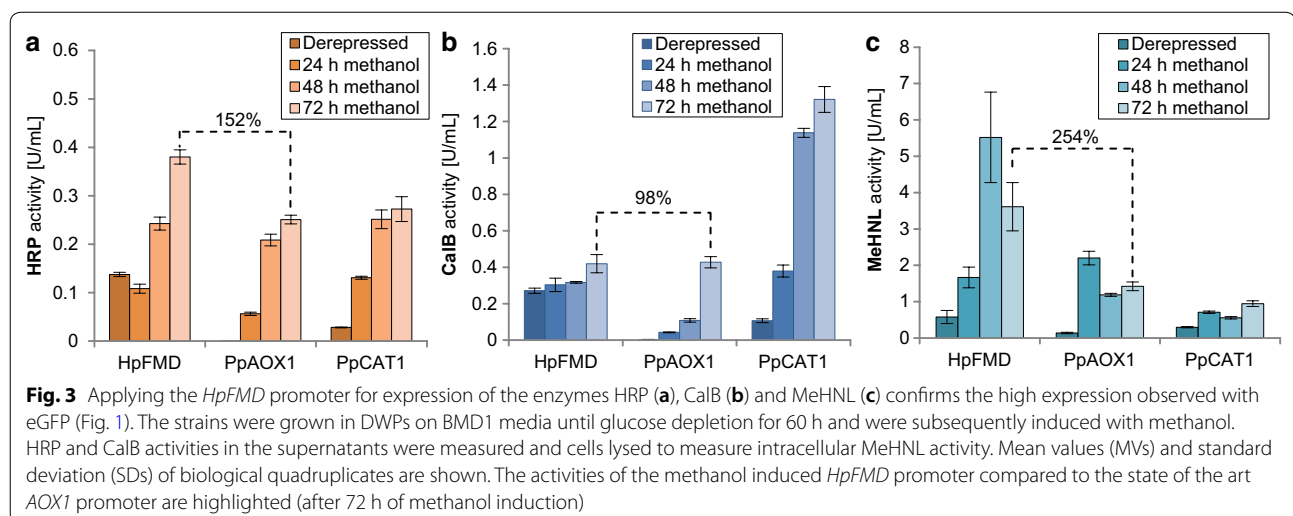 a
0.6
0.5
0.4
0.3
0.2
0.1
0
HRP activity [U/mL]
Derepressed
24 h methanol
48 h methanol
72 h methanol
152%
HpFMD PpAOX1 PpCAT1
b
1.6
1.4
1.2
1
0.8
0.6
0.4
0.2
0
CalB activity [U/mL]
Derepressed
24 h methanol
48 h methanol
72 h methanol
98%
HpFMD PpAOX1 PpCAT1
c
8
7
6
5
4
3
2
1
0
MeHNL activity [U/mL]
Derepressed
24 h methanol
48 h methanol
72 h methanol
254%
HpFMD PpAOX1 PpCAT1
Fig. 3 Applying the HpFMD promoter for expression of the enzymes HRP (a), CalB (b) and MeHNL (c) confirms the high expression observed with
eGFP (Fig. 1). The strains were grown in DWPs on BMD1 media until glucose depletion for 60 h and were subsequently induced with methanol.
HRP and CalB activities in the supernatants were measured and cells lysed to measure intracellular MeHNL activity. Mean values (MVs) and standard
deviation (SDs) of biological quadruplicates are shown. The activities of the methanol induced HpFMD promoter compared to the state of the art
AOX1 promoter are highlighted (after 72 h of methanol induction)